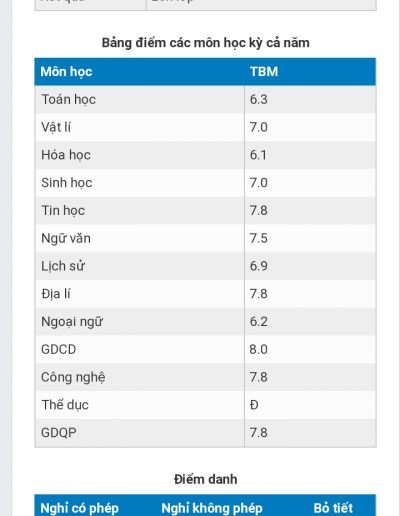 Bảng điểm các môn học kỳ cả năm
Môn học TBM
Toán học 6.3
Vật lí 7.0
Hóa học 6.1
Sinh học 7.0
Tin học 7.8
Ngữ văn 7.5
Lịch sử 6.9
Địa lí 7.8
Ngoại ngữ 6.2
GDCD 8.0
Công nghệ 7.8
Thể dục Đ
GDQP 7.8
Điểm danh
Nghỉ có phép Nghỉ không phép Bỏ tiết